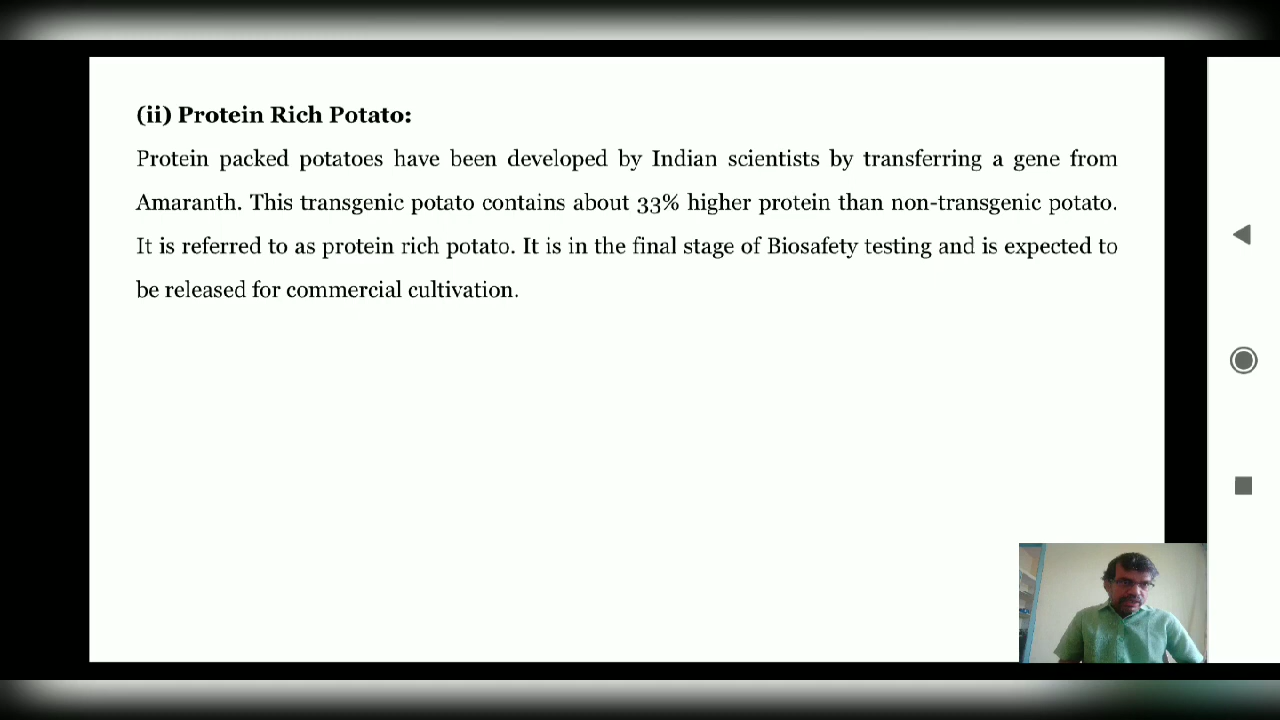 (ii) Protein Rich Potato:
Protein packed potatoes have been developed by Indian scientists by transferring a gene from
Amaranth. This transgenic potato contains about 33% higher protein than non-transgenic potato.
It is referred to as protein rich potato. It is in the final stage of Biosafety testing and is expected to
be released for commercial cultivation.